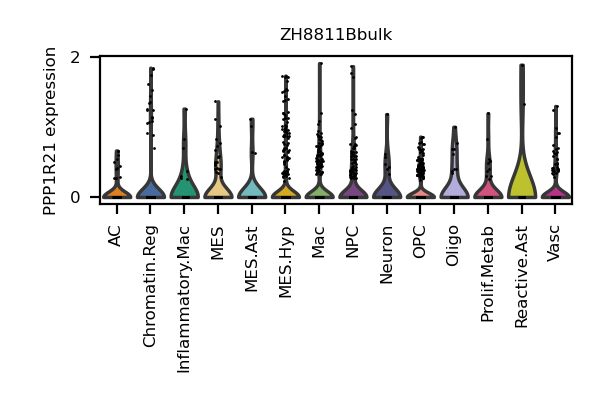 ZH8811Bbulk
PPP1R21 expression
2
0
AC
Chromatin.Reg
Inflammatory.Mac
MES
MES.Ast
MES.Hyp
Mac
NPC
Neuron
OPC
Oligo
Prolif.Metab
Reactive.Ast
Vasc